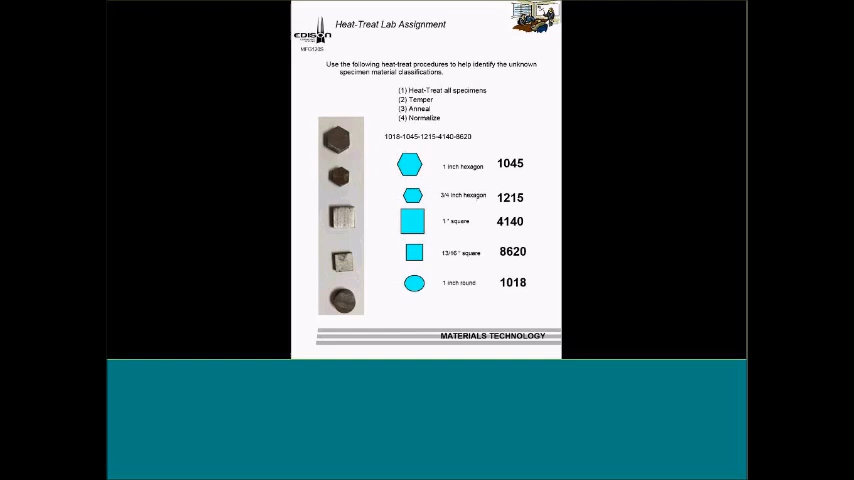 Heat-Treat Lab Assignment
EDISON
MFG120S
Use the following heat-treat procedures to help identify the unknown
specimen material classifications.
(1) Heat-Treat all specimens
(2) Temper
(3) Anneal
(4) Normalize
1018-1045-1215-4140-8620
1 inch hexagon 1045
3/4 inch hexagon 1215
1 " square 4140
13/16 " square 8620
1 inch round 1018
MATERIALS TECHNOLOGY